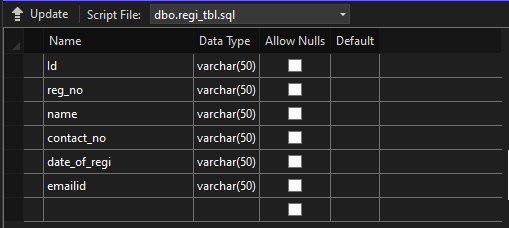 Update Script File: dbo.regi_tbl.sql
Name Data Type Allow Nulls Default
Id varchar(50)
reg_no varchar(50)
name varchar(50)
contact_no varchar(50)
date_of_regi varchar(50)
emailid varchar(50)